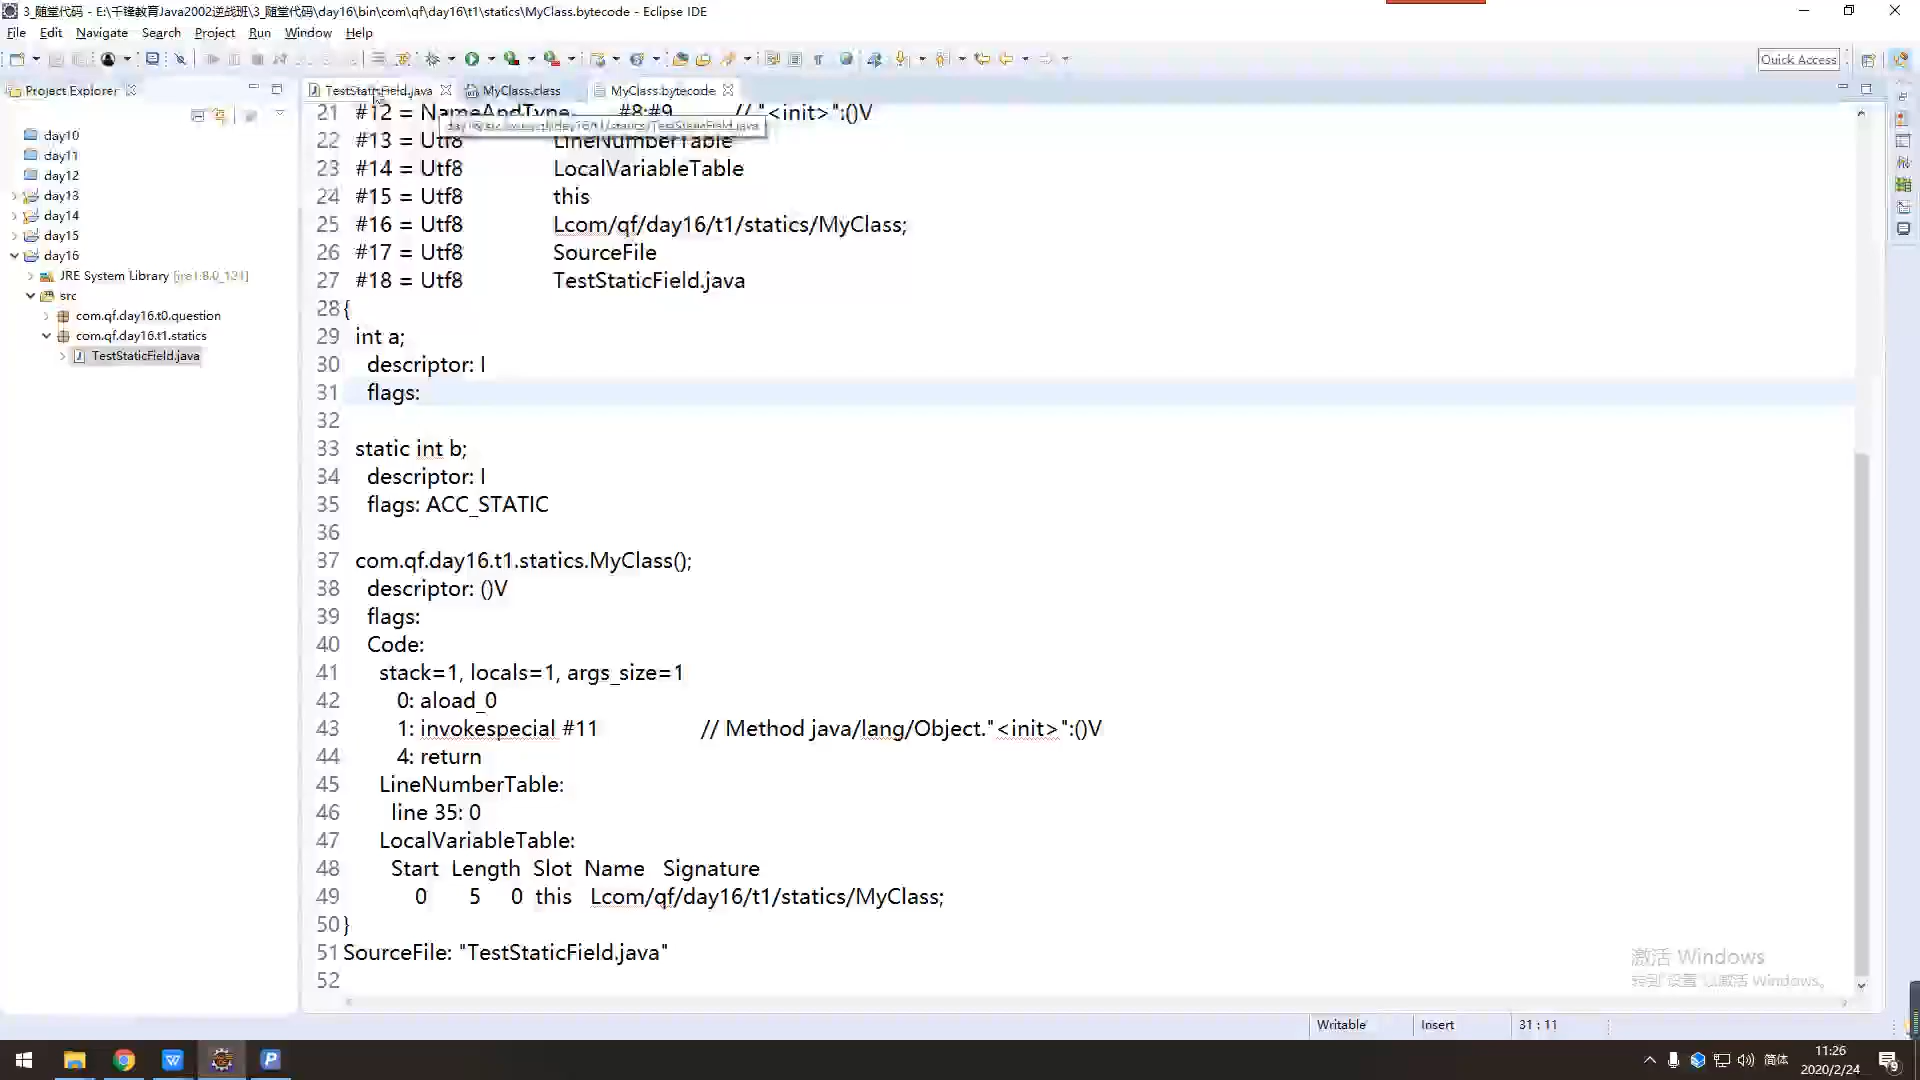 3_随堂代码 - E:\千锋教育Java2002逆战班\3_随堂代码\day16\bin\com\qf\day16\t1\statics\MyClass.bytecode - Eclipse IDE
File Edit Navigate Search Project Run Window Help
Quick Access
Project Explorer
TestStaticField.java MyClass.class MyClass.bytecode
day10
day11
day12
day13
day14
day15
day16
JRE System Library [jre1.8.0_121]
src
com.qf.day16.t0.question
com.qf.day16.t1.statics
TestStaticField.java
21 #12 = NameAndType #8:#9 // "<init>":()V
22 #13 = Utf8 LineNumberTable
23 #14 = Utf8 LocalVariableTable
24 #15 = Utf8 this
25 #16 = Utf8 Lcom/qf/day16/t1/statics/MyClass;
26 #17 = Utf8 SourceFile
27 #18 = Utf8 TestStaticField.java
28 {
29 int a;
30 descriptor: I
31 flags:
32
33 static int b;
34 descriptor: I
35 flags: ACC_STATIC
36
37 com.qf.day16.t1.statics.MyClass();
38 descriptor: ()V
39 flags:
40 Code:
41 stack=1, locals=1, args_size=1
42 0: aload_0
43 1: invokespecial #11 // Method java/lang/Object."<init>":()V
44 4: return
45 LineNumberTable:
46 line 35: 0
47 LocalVariableTable:
48 Start Length Slot Name Signature
49 0 5 0 this Lcom/qf/day16/t1/statics/MyClass;
50 }
51 SourceFile: "TestStaticField.java"
52
激活 Windows
转到"设置"以激活 Windows。
Writable Insert 31 : 11
简体
11:26
2020/2/24